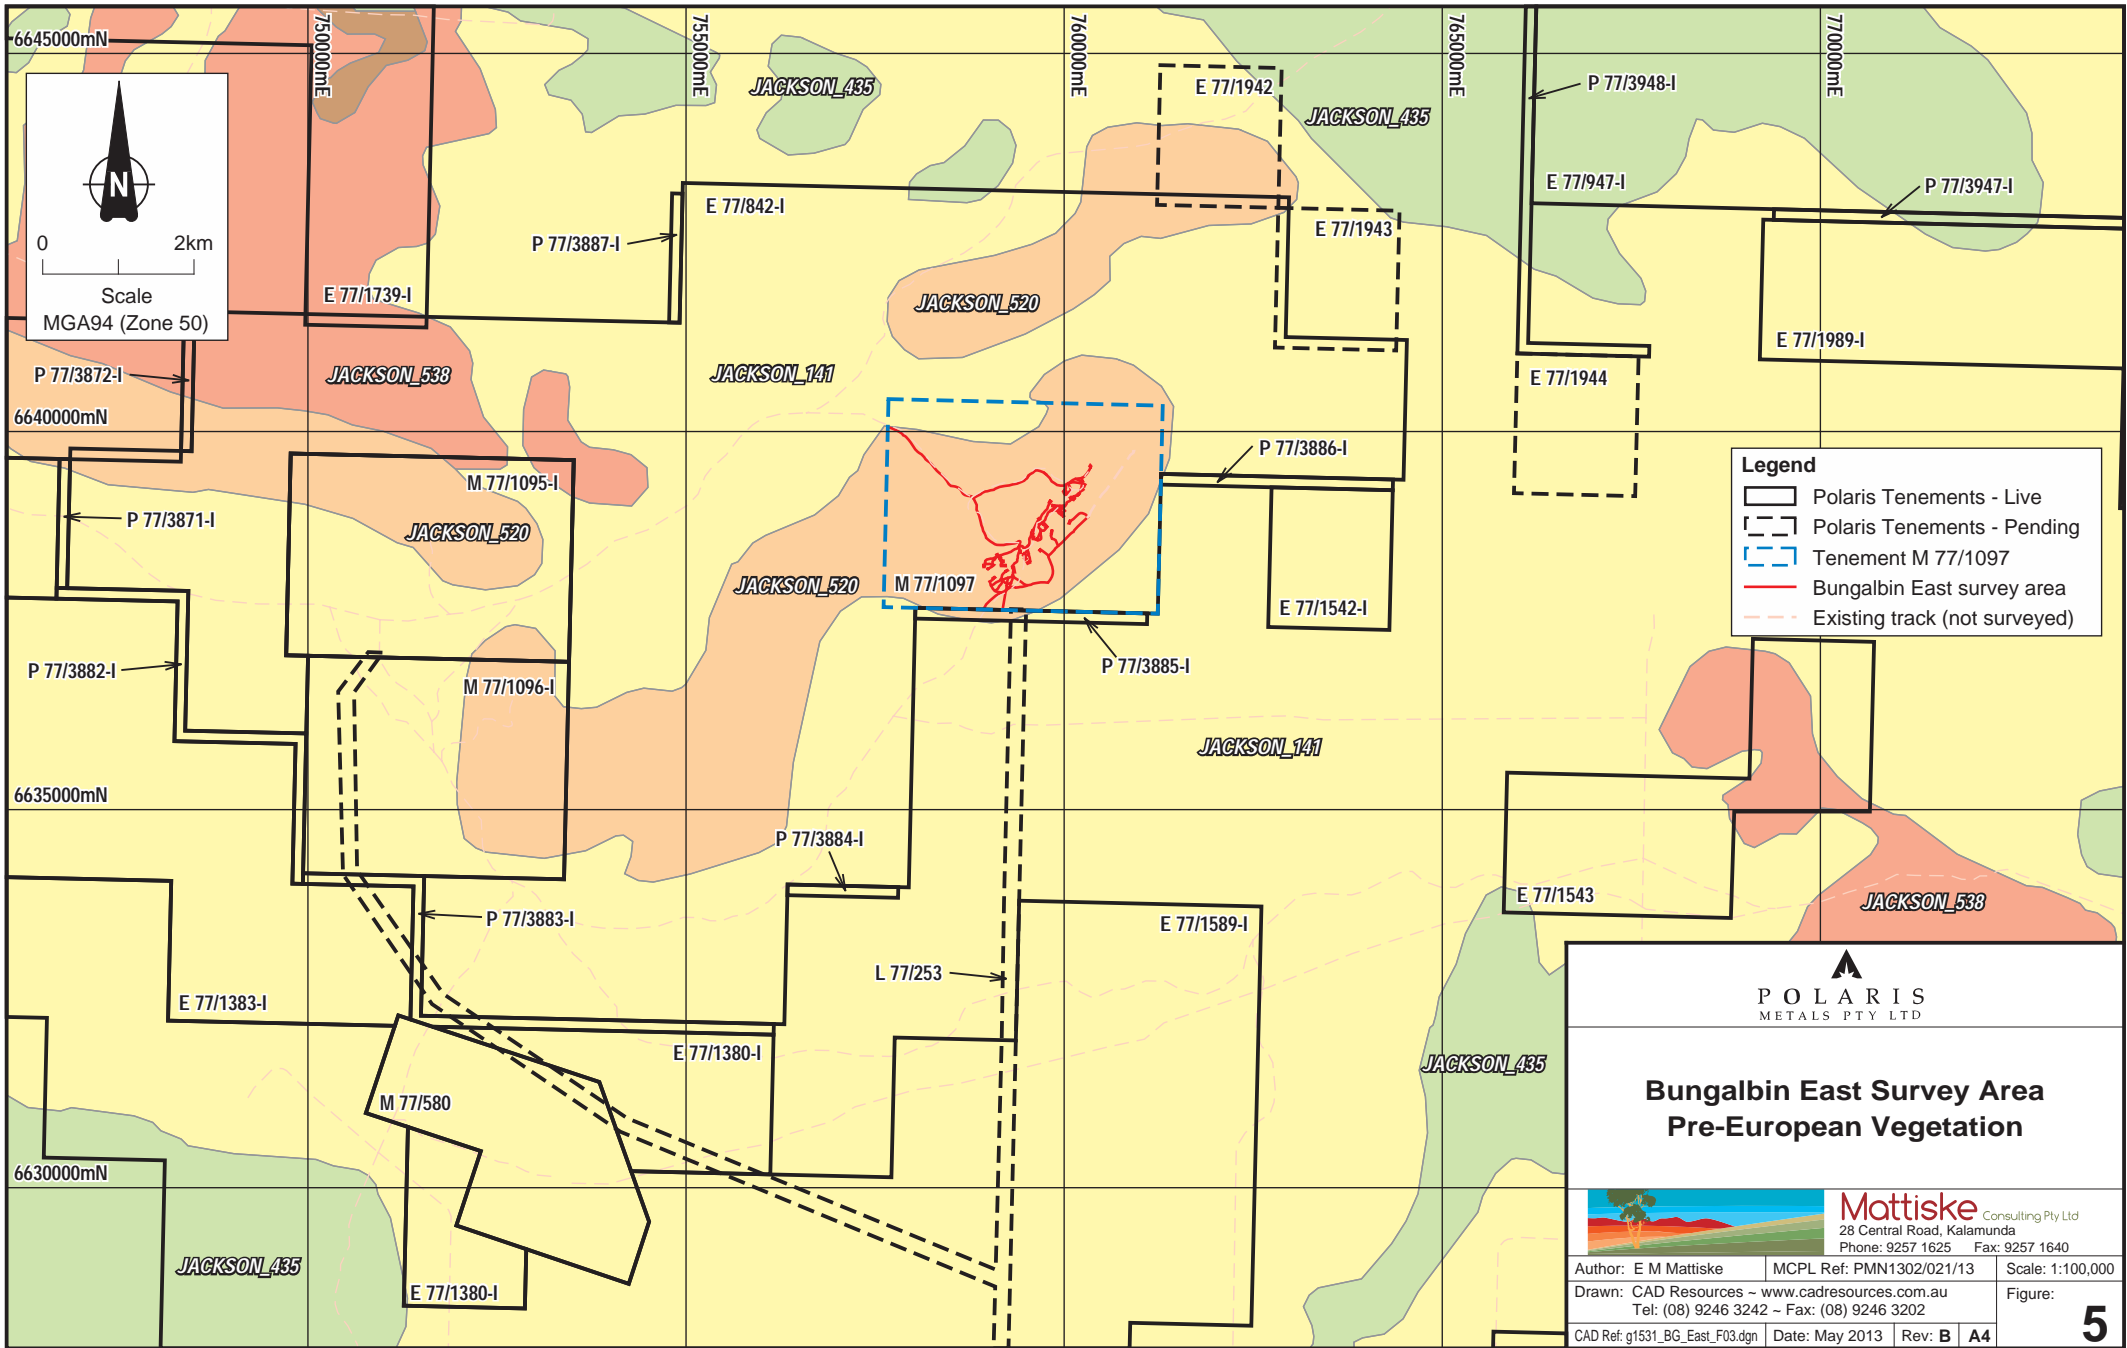 6645000mN
750000mE
755000mE
760000mE
765000mE
770000mE
JACKSON_435
E 77/1942
JACKSON_435
P 77/3948-I
N
0 2km
Scale
MGA94 (Zone 50)
E 77/842-I
P 77/3887-I
E 77/1943
E 77/947-I
P 77/3947-I
E 77/1739-I
JACKSON_520
E 77/1989-I
P 77/3872-I
JACKSON_538
JACKSON_141
E 77/1944
6640000mN
P 77/3886-I
M 77/1095-I
P 77/3871-I
JACKSON_520
JACKSON_520
M 77/1097
E 77/1542-I
Legend
Polaris Tenements - Live
Polaris Tenements - Pending
Tenement M 77/1097
Bungalbin East survey area
Existing track (not surveyed)
P 77/3882-I
M 77/1096-I
P 77/3885-I
JACKSON_141
6635000mN
P 77/3884-I
P 77/3883-I
E 77/1589-I
E 77/1543
JACKSON_538
L 77/253
E 77/1383-I
E 77/1380-I
JACKSON_435
M 77/580
6630000mN
JACKSON_435
E 77/1380-I
POLARIS
METALS PTY LTD
Bungalbin East Survey Area
Pre-European Vegetation
Mattiske Consulting Pty Ltd
28 Central Road, Kalamunda
Phone: 9257 1625 Fax: 9257 1640
Author: E M Mattiske MCPL Ref: PMN1302/021/13 Scale: 1:100,000
Drawn: CAD Resources ~ www.cadresources.com.au
Tel: (08) 9246 3242 ~ Fax: (08) 9246 3202
Figure:
5
CAD Ref: g1531_BG_East_F03.dgn Date: May 2013 Rev: B A4